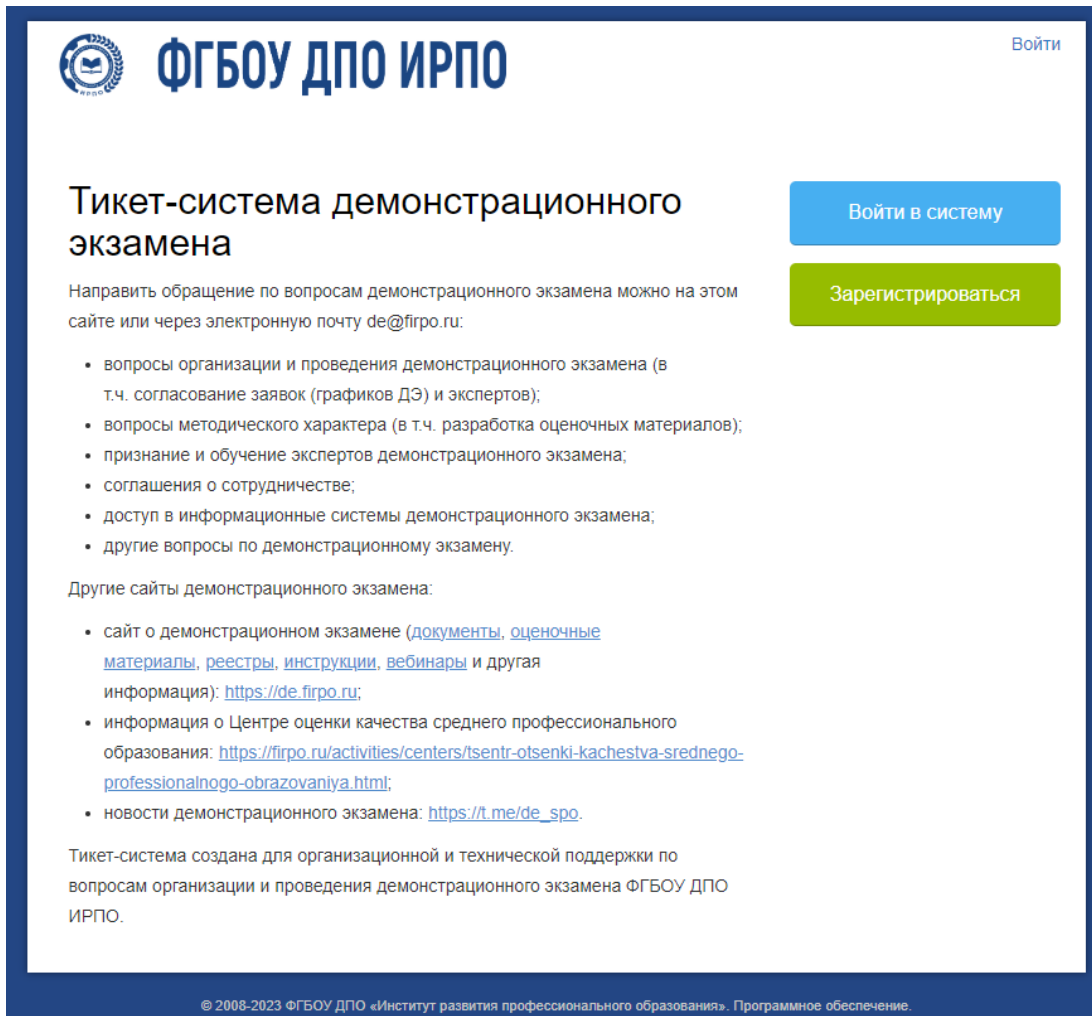 ФГБОУ ДПО ИРПО
Войти
ИРПО
Тикет-система демонстрационного
экзамена
Войти в систему
Зарегистрироваться
Направить обращение по вопросам демонстрационного экзамена можно на этом
сайте или через электронную почту de@firpo.ru:
• вопросы организации и проведения демонстрационного экзамена (в
т.ч. согласование заявок (графиков ДЭ) и экспертов);
• вопросы методического характера (в т.ч. разработка оценочных материалов);
• признание и обучение экспертов демонстрационного экзамена;
• соглашения о сотрудничестве;
• доступ в информационные системы демонстрационного экзамена;
• другие вопросы по демонстрационному экзамену.
Другие сайты демонстрационного экзамена:
• сайт о демонстрационном экзамене (документы, оценочные
материалы, реестры, инструкции, вебинары и другая
информация): https://de.firpo.ru;
• информация о Центре оценки качества среднего профессионального
образования: https://firpo.ru/activities/centers/tsentr-otsenki-kachestva-srednego-
professionalnogo-obrazovaniya.html;
• новости демонстрационного экзамена: https://t.me/de_spo.
Тикет-система создана для организационной и технической поддержки по
вопросам организации и проведения демонстрационного экзамена ФГБОУ ДПО
ИРПО.
© 2008-2023 ФГБОУ ДПО «Институт развития профессионального образования». Программное обеспечение.